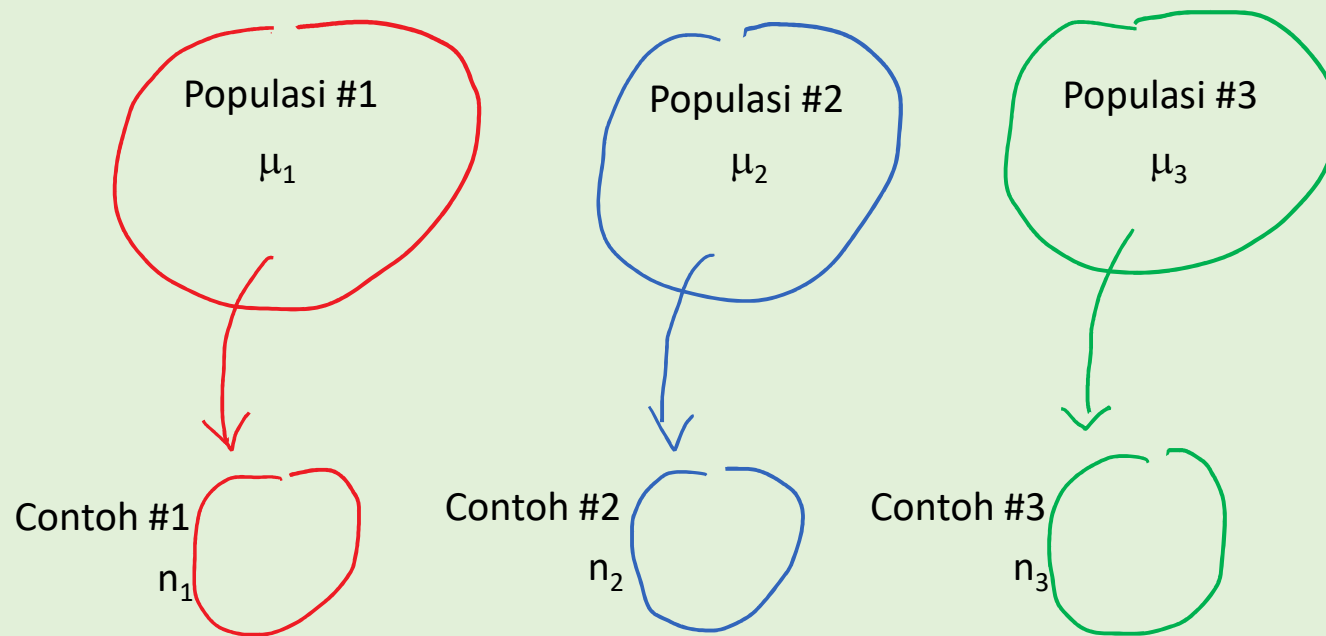 Populasi #1
μ₁
Populasi #2
μ₂
Populasi #3
μ₃
Contoh #1
n₁
Contoh #2
n₂
Contoh #3
n₃